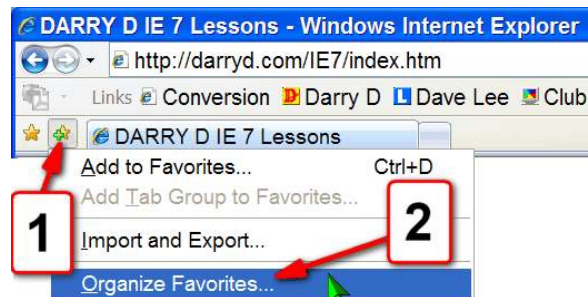 DARRY D IE 7 Lessons - Windows Internet Explorer
http://darryd.com/IE7/index.htm
Links Conversion Darry D Dave Lee Club
DARRY D IE 7 Lessons
Add to Favorites... Ctrl+D
Add Tab Group to Favorites...
1
2
Import and Export...
Organize Favorites...